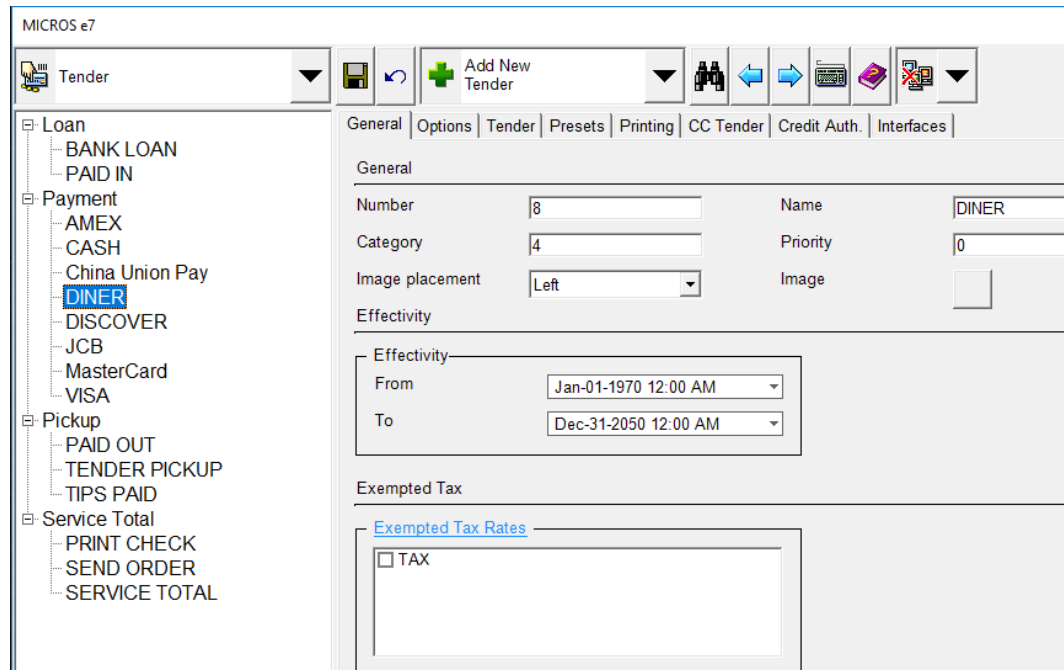 MICROS e7
Tender
Add New
Tender
Loan
BANK LOAN
PAID IN
Payment
AMEX
CASH
China Union Pay
DINER
DISCOVER
JCB
MasterCard
VISA
Pickup
PAID OUT
TENDER PICKUP
TIPS PAID
Service Total
PRINT CHECK
SEND ORDER
SERVICE TOTAL
General Options Tender Presets Printing CC Tender Credit Auth. Interfaces
General
Number 8 Name DINER
Category 4 Priority 0
Image placement Left Image
Effectivity
Effectivity
From Jan-01-1970 12:00 AM
To Dec-31-2050 12:00 AM
Exempted Tax
Exempted Tax Rates
TAX